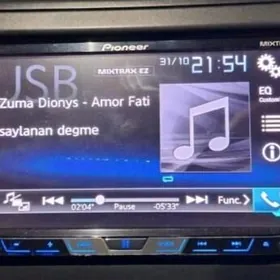 Pioneer
MIXTRAX
USB
MIXTRAX EZ
31/10 21:54
Zuma Dionys - Amor Fati
saylanan degme
EQ
02'04" Pause -05'33" Func.